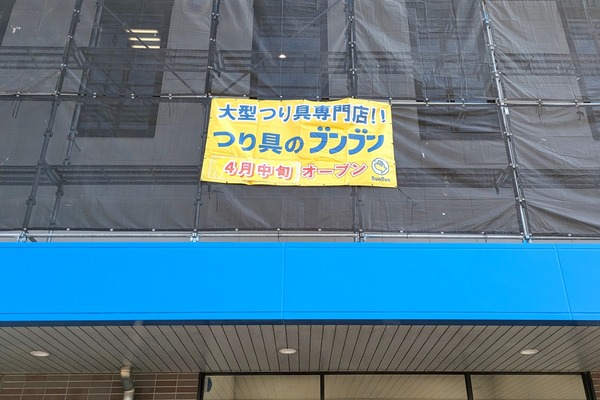 大型つり具専門店!!
つり具のブンブン
4月中旬 オープン
BunBun